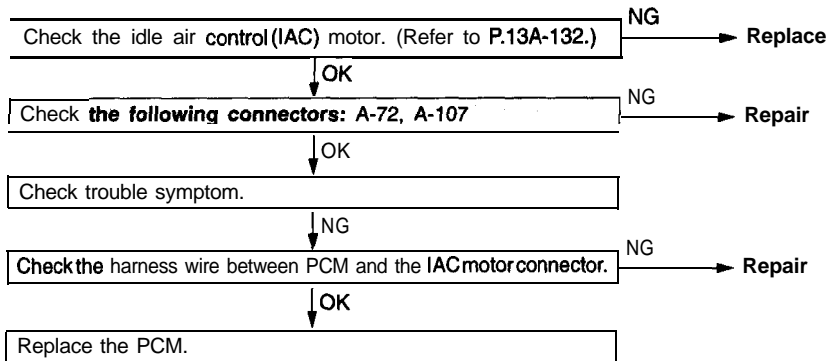 Check the idle air control (IAC) motor. (Refer to P.13A-132.)
NG
Replace
OK
Check the following connectors: A-72, A-107
NG
Repair
OK
Check trouble symptom.
NG
Check the harness wire between PCM and the IAC motor connector.
NG
Repair
OK
Replace the PCM.